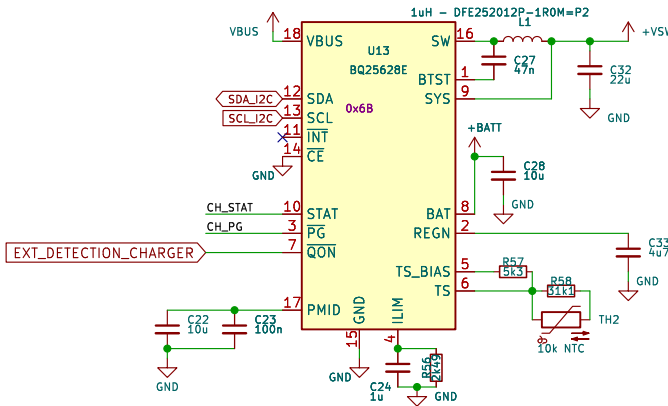 1uH - DFE252012P-1R0M=P2
L1
VBUS
+VSW
18 VBUS
U13
BQ25628E
0x6B
SW 16
C27
47n
BTST 1
SYS 9
C32
22u
GND
SDA_I2C 12 SDA
SCL_I2C 13 SCL
11 INT
14 CE
GND
+BATT
C28
10u
GND
CH_STAT 10 STAT
CH_PG 3 PG
EXT_DETECTION_CHARGER 7 QON
BAT 8
REGN 2
C33
4u7
GND
TS_BIAS 5
R57
5k3
TS 6
R58
31k1
TH2
10k NTC
17 PMID
C22
10u
C23
100n
GND
GND
15
GND
ILIM
4
C24
1u
R56
2k49
GND